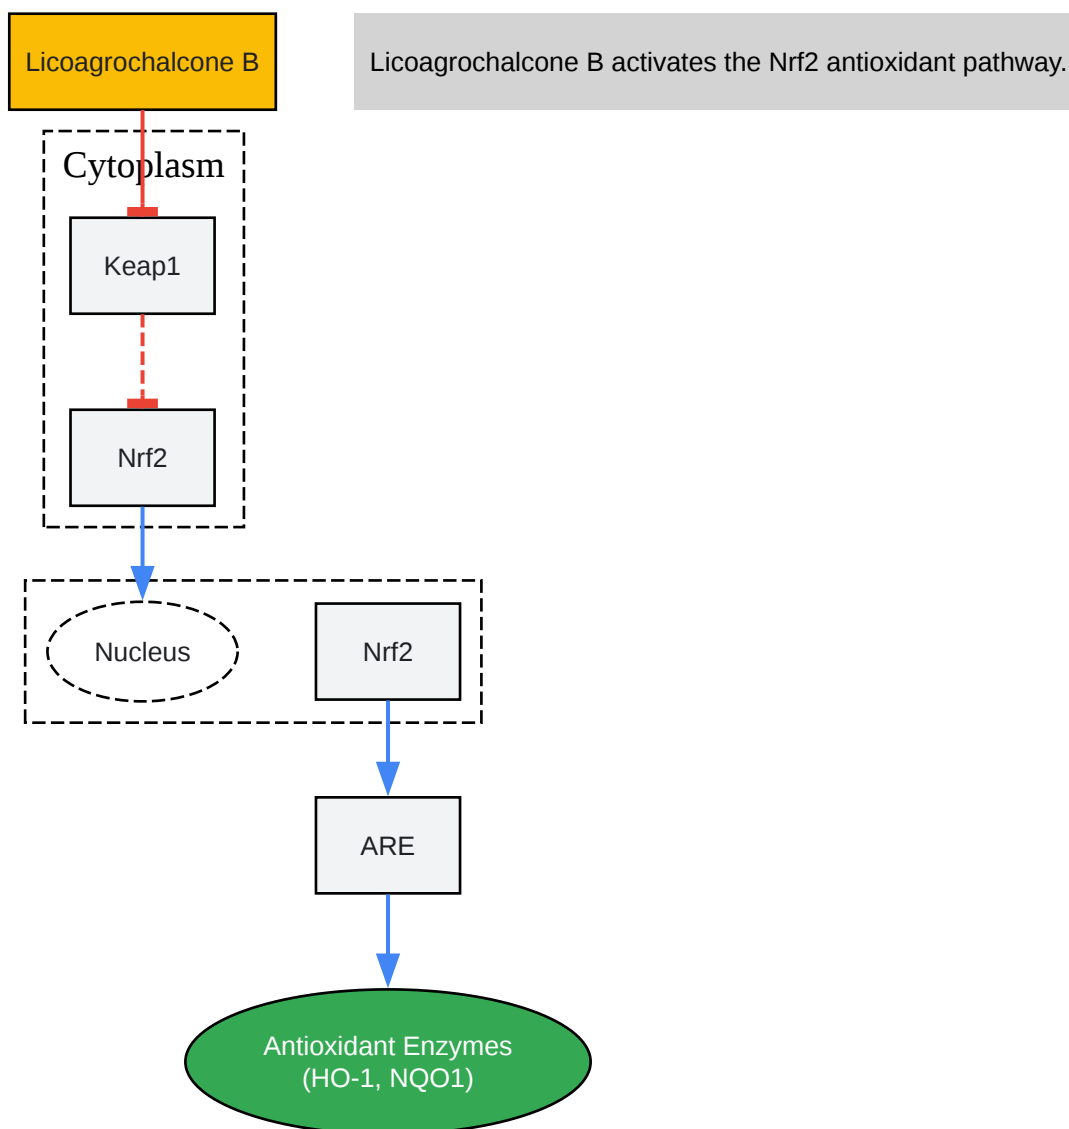 Licoagrochalcone B
Licoagrochalcone B activates the Nrf2 antioxidant pathway.
Cytoplasm
Keap1
Nrf2
Nucleus
Nrf2
ARE
Antioxidant Enzymes
(HO-1, NQO1)